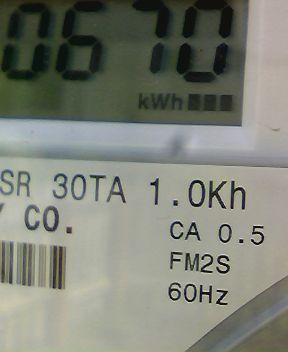 0670
kWh
SR 30TA 1.0Kh
Y CO.
CA 0.5
FM2S
60Hz